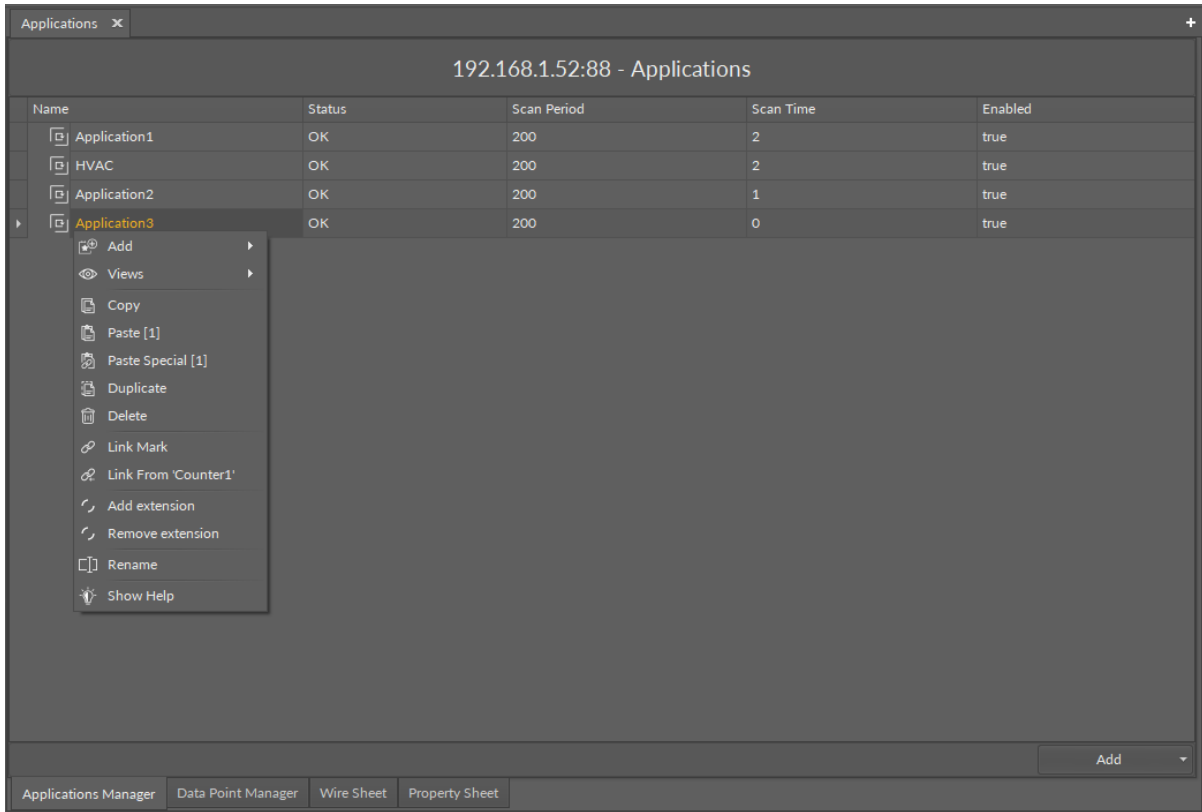 Applications
192.168.1.52:88 - Applications
Name Status Scan Period Scan Time Enabled
Application1 OK 200 2 true
HVAC OK 200 2 true
Application2 OK 200 1 true
Application3 OK 200 0 true
Add
Views
Copy
Paste [1]
Paste Special [1]
Duplicate
Delete
Link Mark
Link From 'Counter1'
Add extension
Remove extension
Rename
Show Help
Add
Applications Manager Data Point Manager Wire Sheet Property Sheet